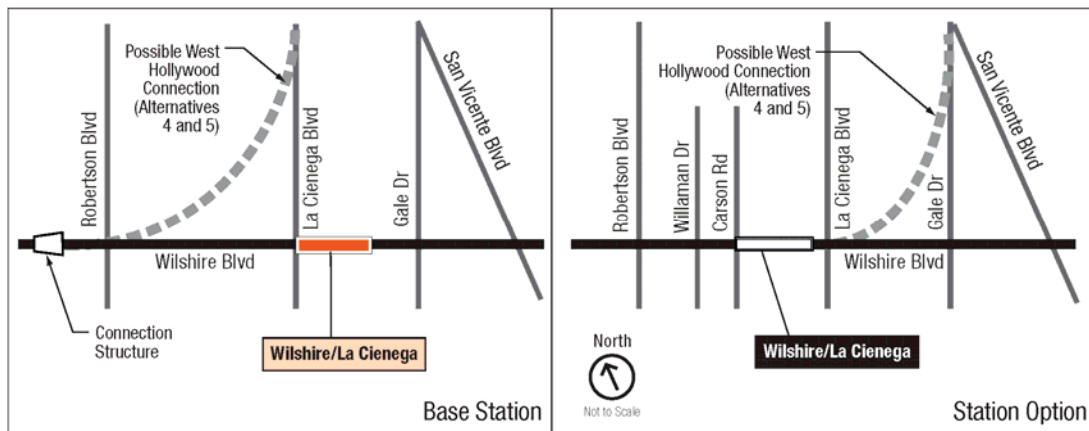 Possible West
Hollywood
Connection
(Alternatives
4 and 5)
Robertson Blvd
La Cienega Blvd
Gale Dr
San Vicente Blvd
Wilshire Blvd
Connection
Structure
Wilshire/La Cienega
Base Station
Possible West
Hollywood Connection
(Alternatives
4 and 5)
Robertson Blvd
Willaman Dr
Carson Rd
La Cienega Blvd
Gale Dr
San Vicente Blvd
Wilshire Blvd
North
Not to Scale
Wilshire/La Cienega
Station Option